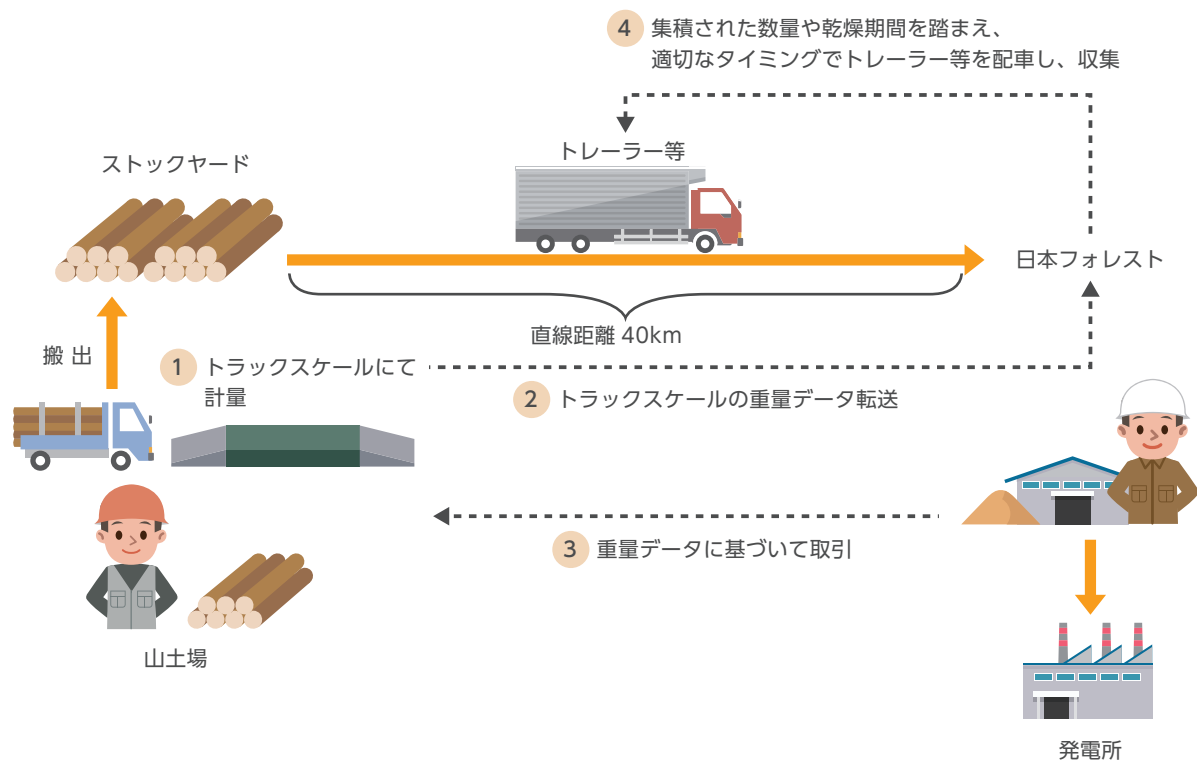 4 集積された数量や乾燥期間を踏まえ、
適切なタイミングでトレーラー等を配車し、収集
トレーラー等
ストックヤード
日本フォレスト
直線距離 40km
搬出
1 トラックスケールにて
計量
2 トラックスケールの重量データ転送
3 重量データに基づいて取引
山土場
発電所